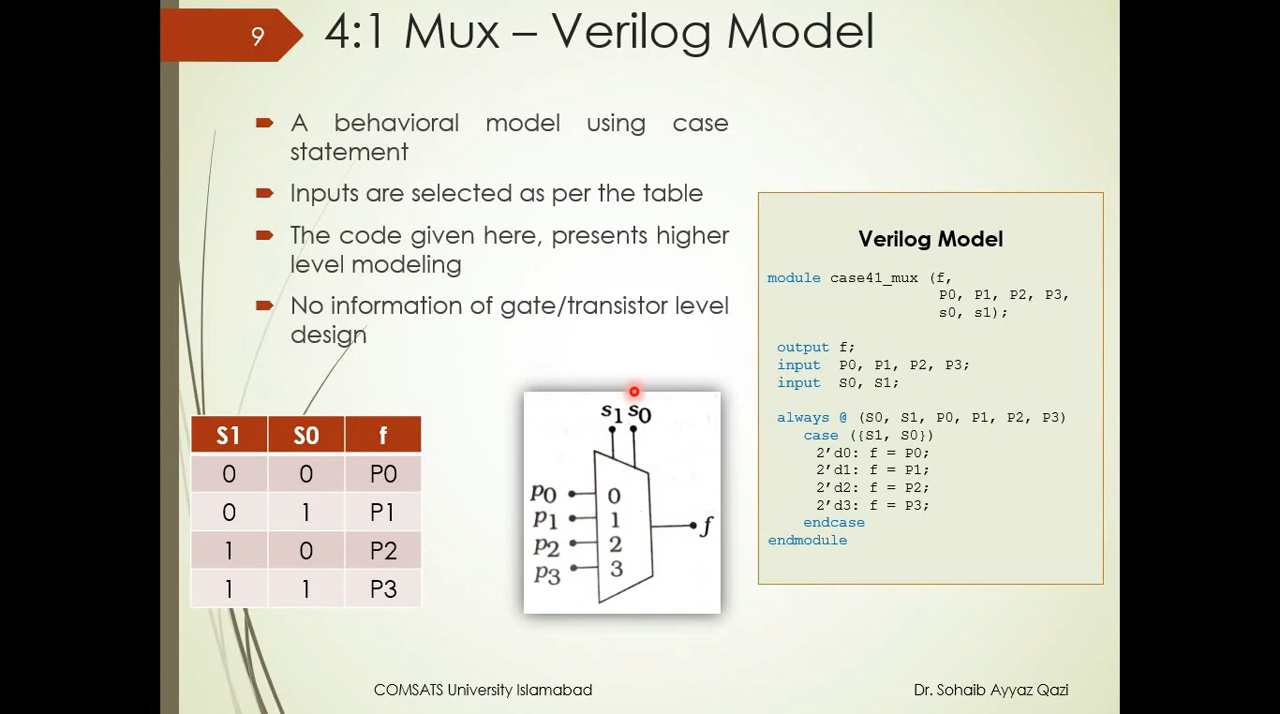 9
4:1 Mux – Verilog Model
A behavioral model using case
statement
Inputs are selected as per the table
The code given here, presents higher
level modeling
No information of gate/transistor level
design
S1 S0 f
0 0 P0
0 1 P1
1 0 P2
1 1 P3
s1 s0
p0 0
p1 1
p2 2
p3 3
f
Verilog Model
module case41_mux (f,
P0, P1, P2, P3,
s0, s1);
output f;
input P0, P1, P2, P3;
input S0, S1;
always @ (S0, S1, P0, P1, P2, P3)
case ({S1, S0})
2’d0: f = P0;
2’d1: f = P1;
2’d2: f = P2;
2’d3: f = P3;
endcase
endmodule
COMSATS University Islamabad
Dr. Sohaib Ayyaz Qazi